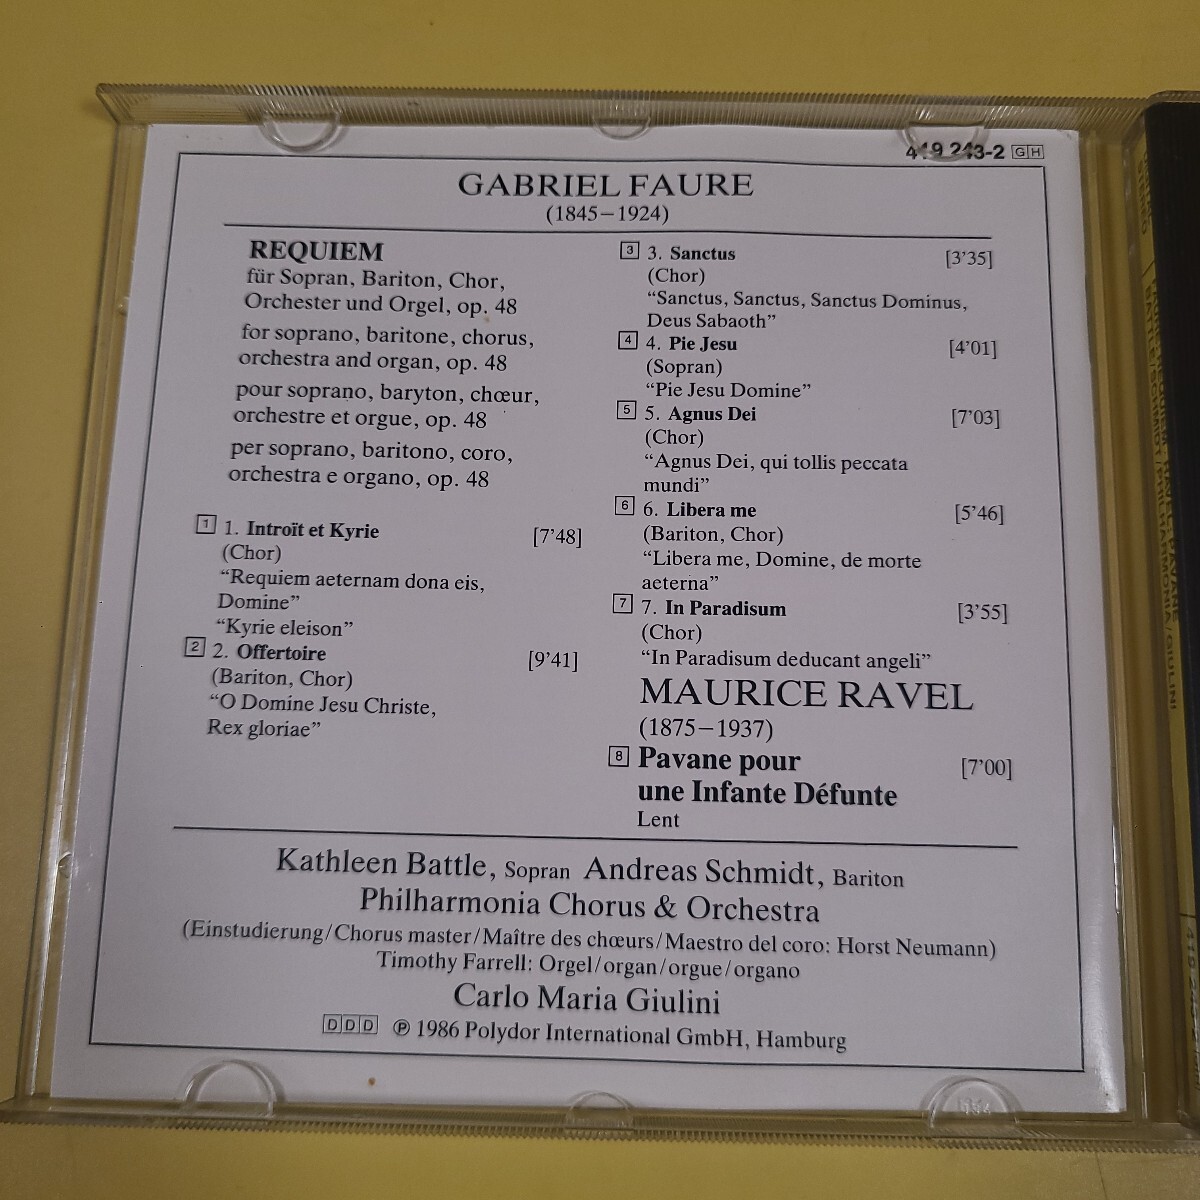 419 243-2 GH
GABRIEL FAURE
(1845–1924)
REQUIEM
für Sopran, Bariton, Chor,
Orchester und Orgel, op. 48
for soprano, baritone, chorus,
orchestra and organ, op. 48
pour soprano, baryton, chœur,
orchestre et orgue, op. 48
per soprano, baritono, coro,
orchestra e organo, op. 48
1 1. Introït et Kyrie [7'48]
(Chor)
“Requiem aeternam dona eis,
Domine”
“Kyrie eleison”
2 2. Offertoire [9'41]
(Bariton, Chor)
“O Domine Jesu Christe,
Rex gloriae”
3 3. Sanctus [3'35]
(Chor)
“Sanctus, Sanctus, Sanctus Dominus,
Deus Sabaoth”
4 4. Pie Jesu [4'01]
(Sopran)
“Pie Jesu Domine”
5 5. Agnus Dei [7'03]
(Chor)
“Agnus Dei, qui tollis peccata
mundi”
6 6. Libera me [5'46]
(Bariton, Chor)
“Libera me, Domine, de morte
aeterna”
7 7. In Paradisum [3'55]
(Chor)
“In Paradisum deducant angeli”
MAURICE RAVEL
(1875–1937)
8 Pavane pour [7'00]
une Infante Défunte
Lent
Kathleen Battle, Sopran Andreas Schmidt, Bariton
Philharmonia Chorus & Orchestra
(Einstudierung/Chorus master/Maître des chœurs/Maestro del coro: Horst Neumann)
Timothy Farrell: Orgel/organ/orgue/organo
Carlo Maria Giulini
DDD ℗ 1986 Polydor International GmbH, Hamburg